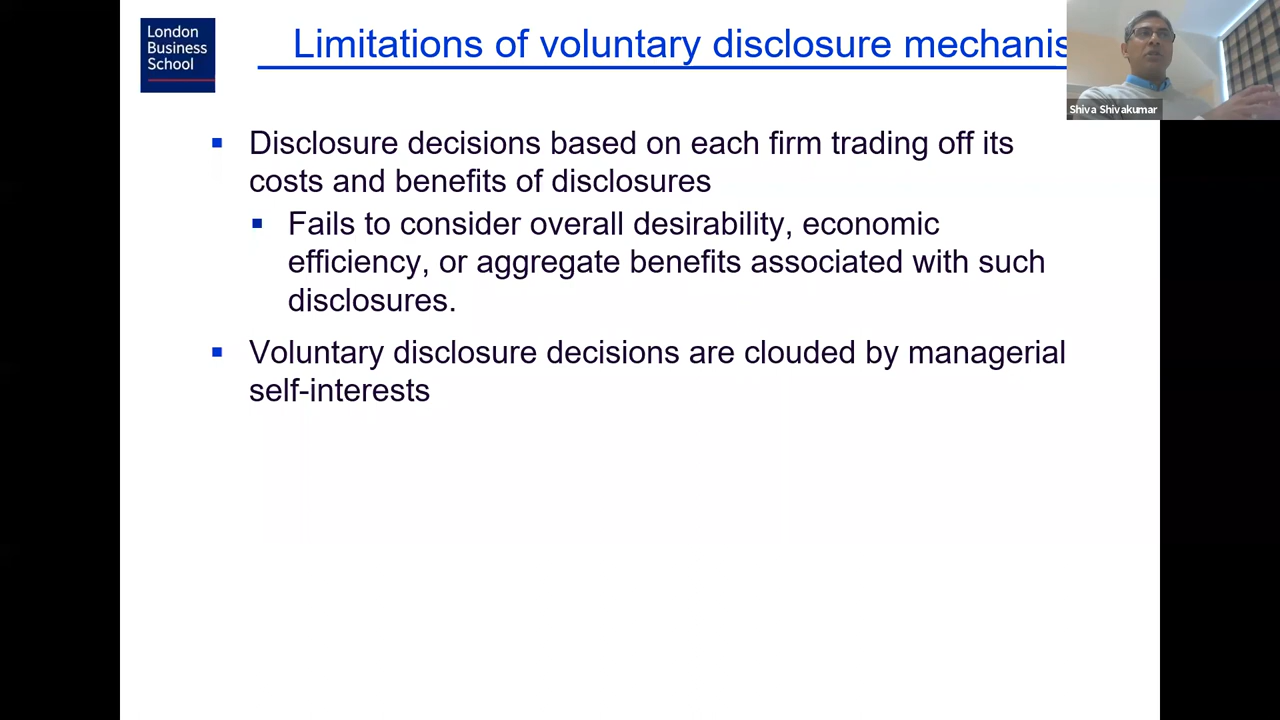 London
Business
School
Limitations of voluntary disclosure mechanis
Shiva Shivakumar
Disclosure decisions based on each firm trading off its
costs and benefits of disclosures
Fails to consider overall desirability, economic
efficiency, or aggregate benefits associated with such
disclosures.
Voluntary disclosure decisions are clouded by managerial
self-interests